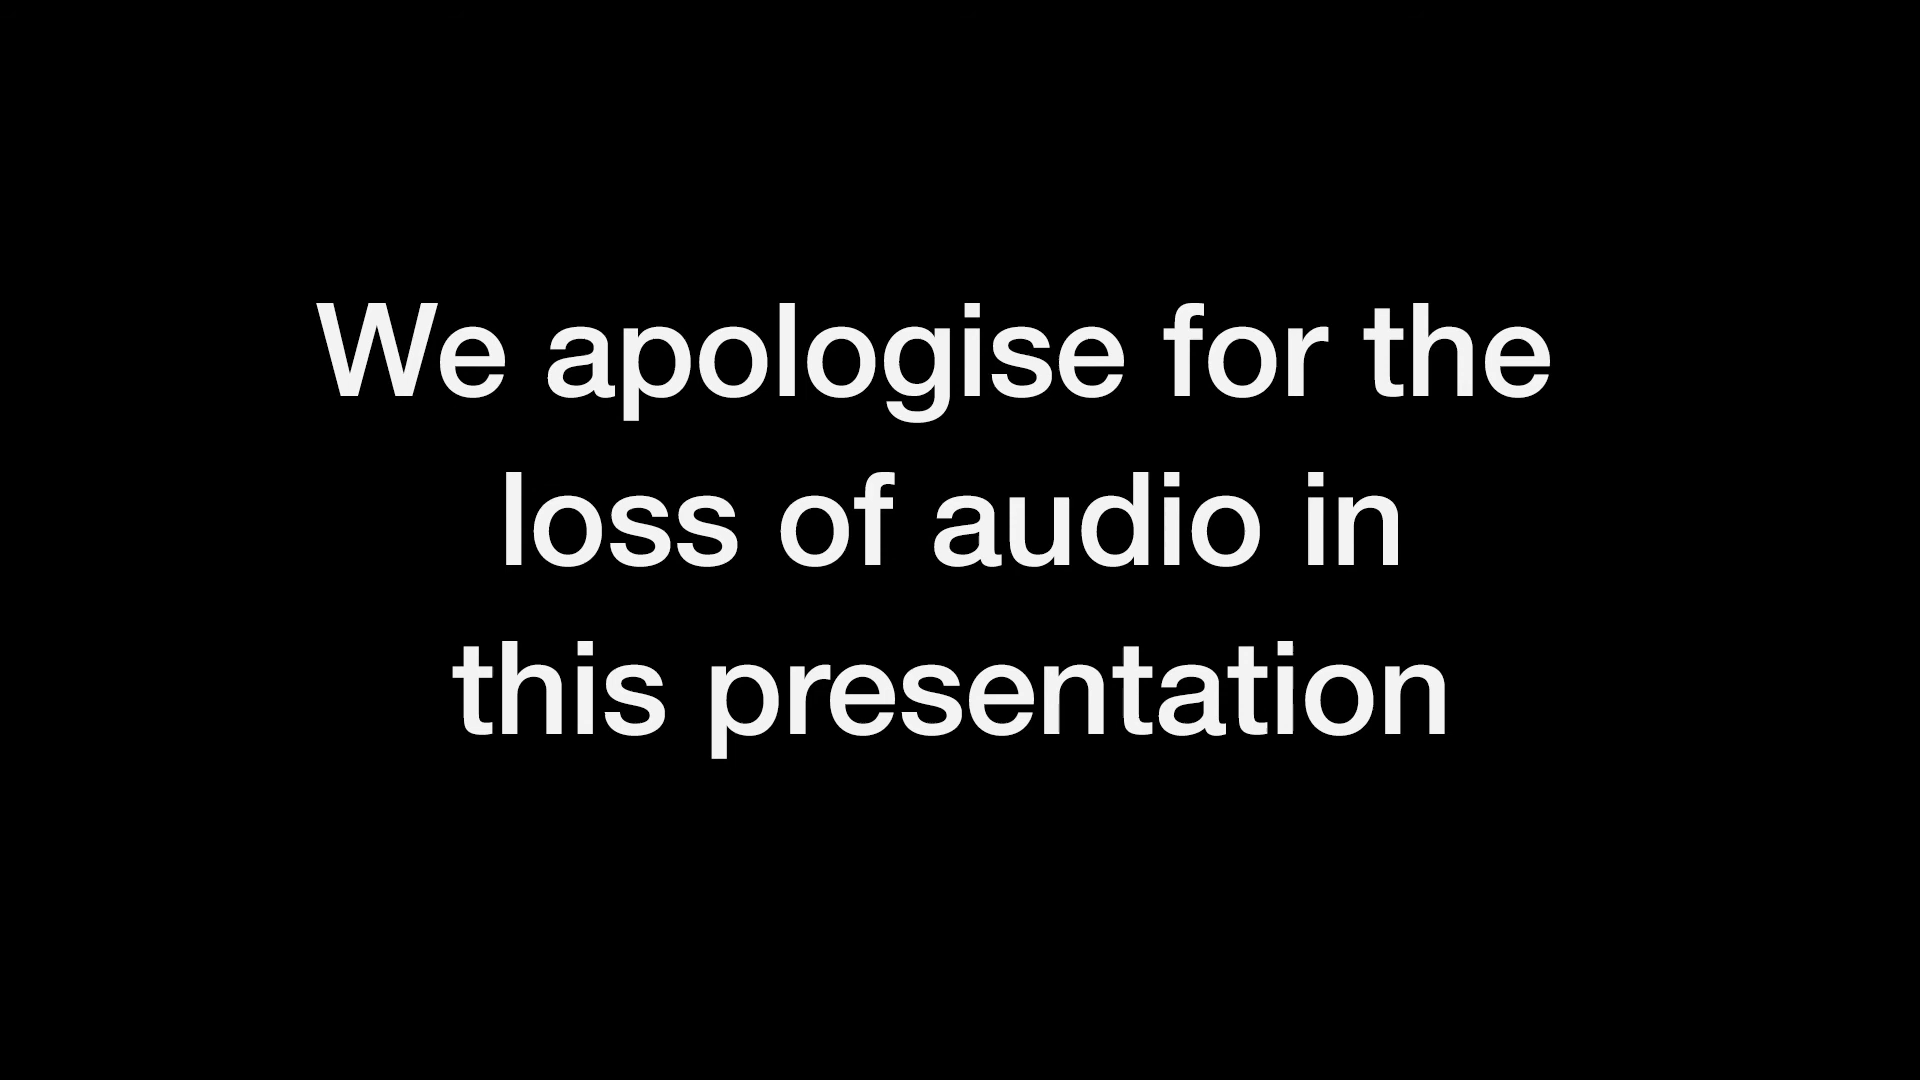 We apologise for the
loss of audio in
this presentation